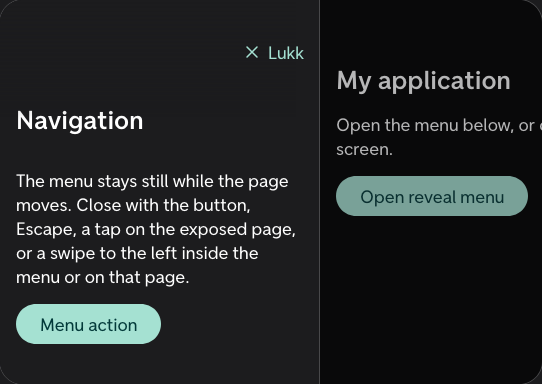 Lukk
Navigation
The menu stays still while the page
moves. Close with the button,
Escape, a tap on the exposed page,
or a swipe to the left inside the
menu or on that page.
Menu action
My application
Open the menu below, or
screen.
Open reveal menu